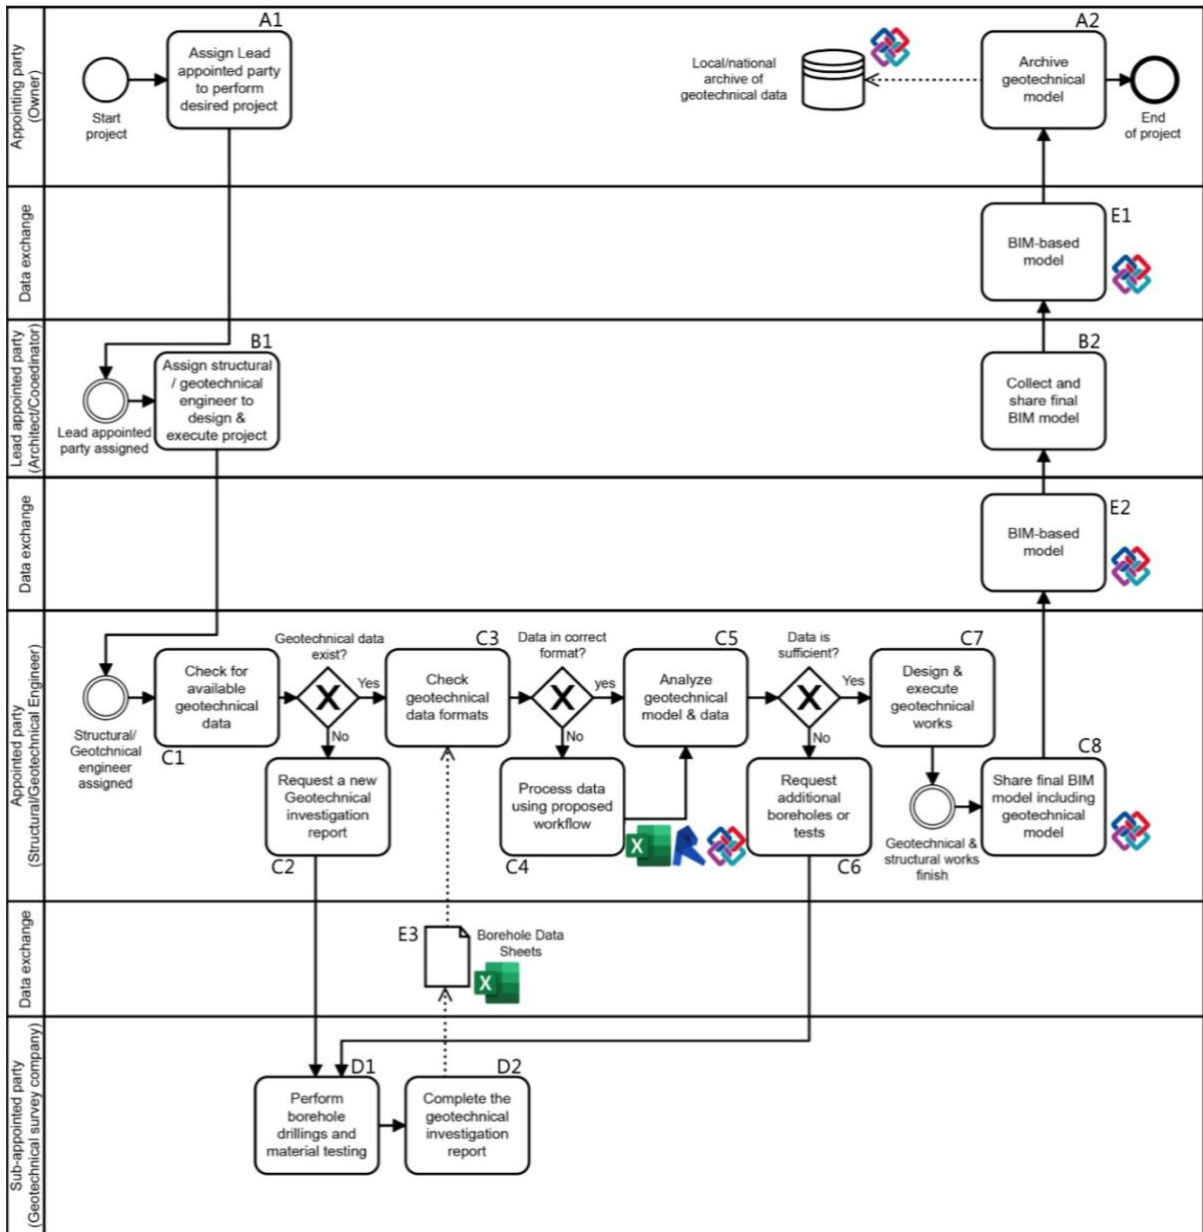 Appointing party
(Owner)
A1
Assign Lead
appointed party
to perform
desired project
Start
project
Local/national
archive of
geotechnical data
A2
Archive
geotechnical
model
End
of project
Data exchange
E1
BIM-based
model
Lead appointed party
(Architect/Cooedinator)
B1
Assign structural
/ geotechnical
engineer to
design &
execute project
Lead appointed
party assigned
B2
Collect and
share final
BIM model
Data exchange
E2
BIM-based
model
Appointed party
(Structural/Geotechnical Engineer)
Structural/
Geotchnical
engineer
assigned
Check for
available
geotechnical
data
C1
Geotechnical data
exist?
X
Yes
No
Request a new
Geotechnical
investigation
report
C2
C3
Check
geotechnical
data formats
Data in correct
format?
X
yes
No
Process data
using proposed
workflow
C4
X
C5
Analyze
geotechnical
model & data
Data is
sufficient?
X
Yes
No
Request
additional
boreholes or
tests
C6
C7
Design &
execute
geotechnical
works
Geotechnical &
structural works
finish
C8
Share final BIM
model including
geotechnical
model
Data exchange
E3
Borehole Data
Sheets
X
Sub-appointed party
(Geotechnical survey company)
D1
Perform
borehole
drillings and
material testing
D2
Complete the
geotechnical
investigation
report